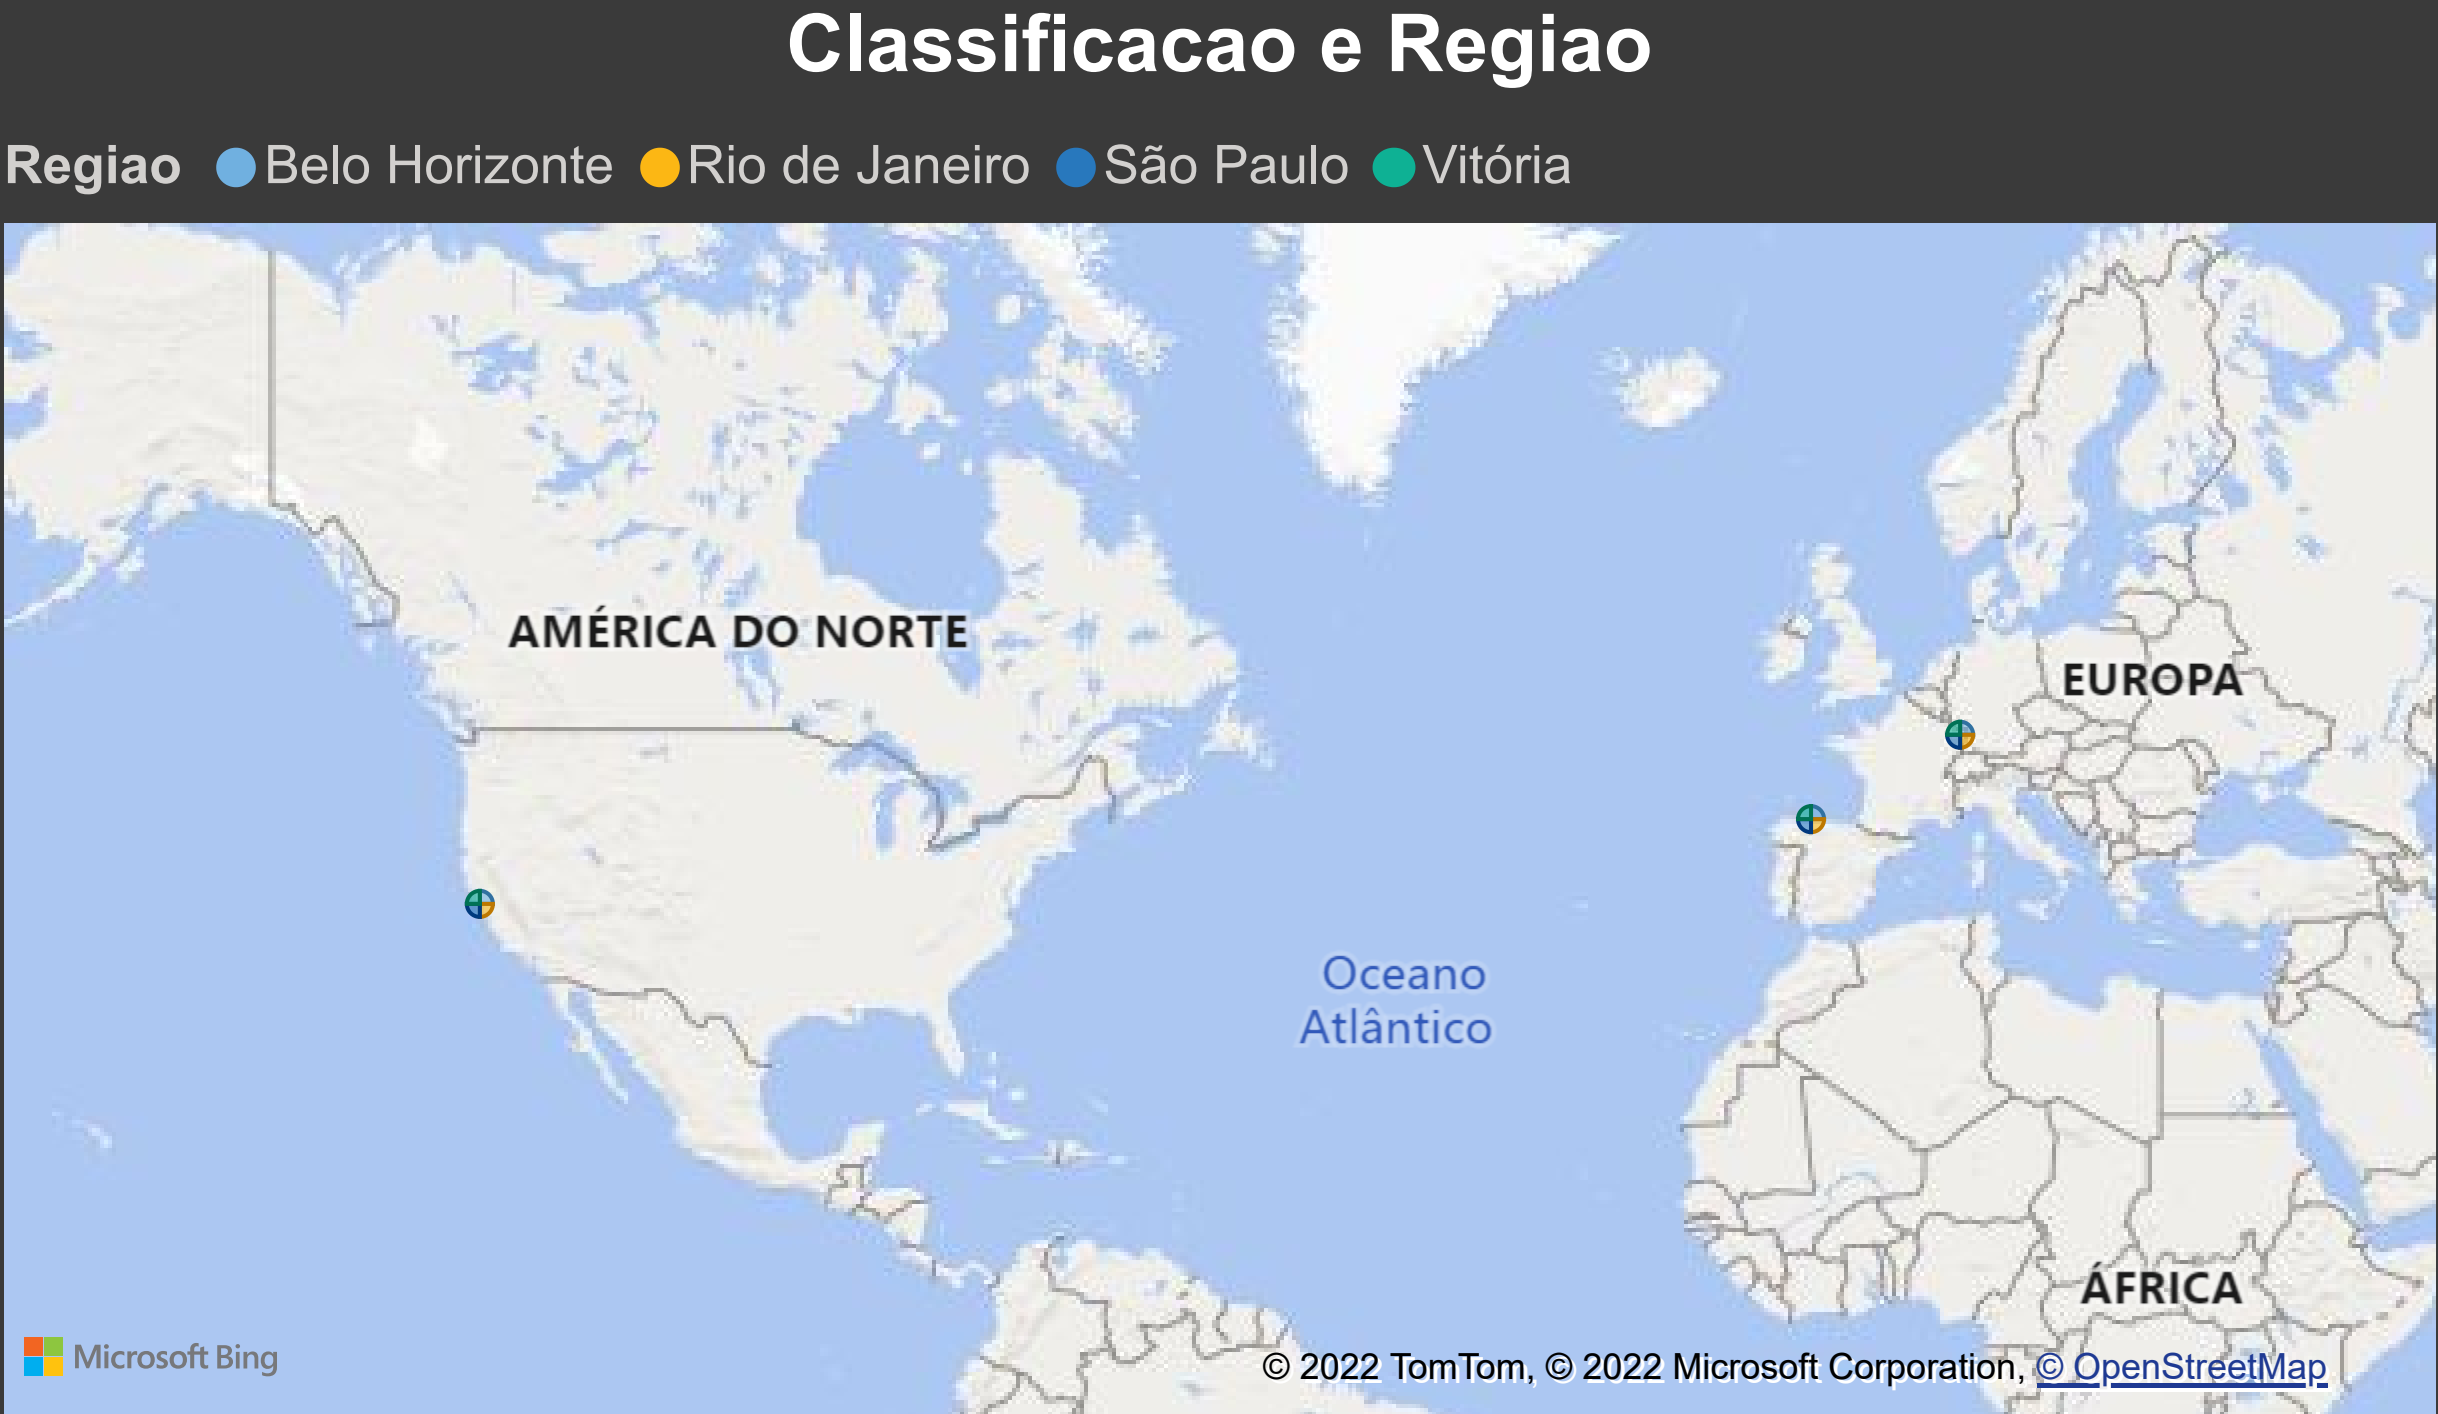 Classificacao e Regiao
Regiao Belo Horizonte Rio de Janeiro São Paulo Vitória
AMÉRICA DO NORTE
EUROPA
Oceano
Atlântico
ÁFRICA
Microsoft Bing
© 2022 TomTom, © 2022 Microsoft Corporation, © OpenStreetMap